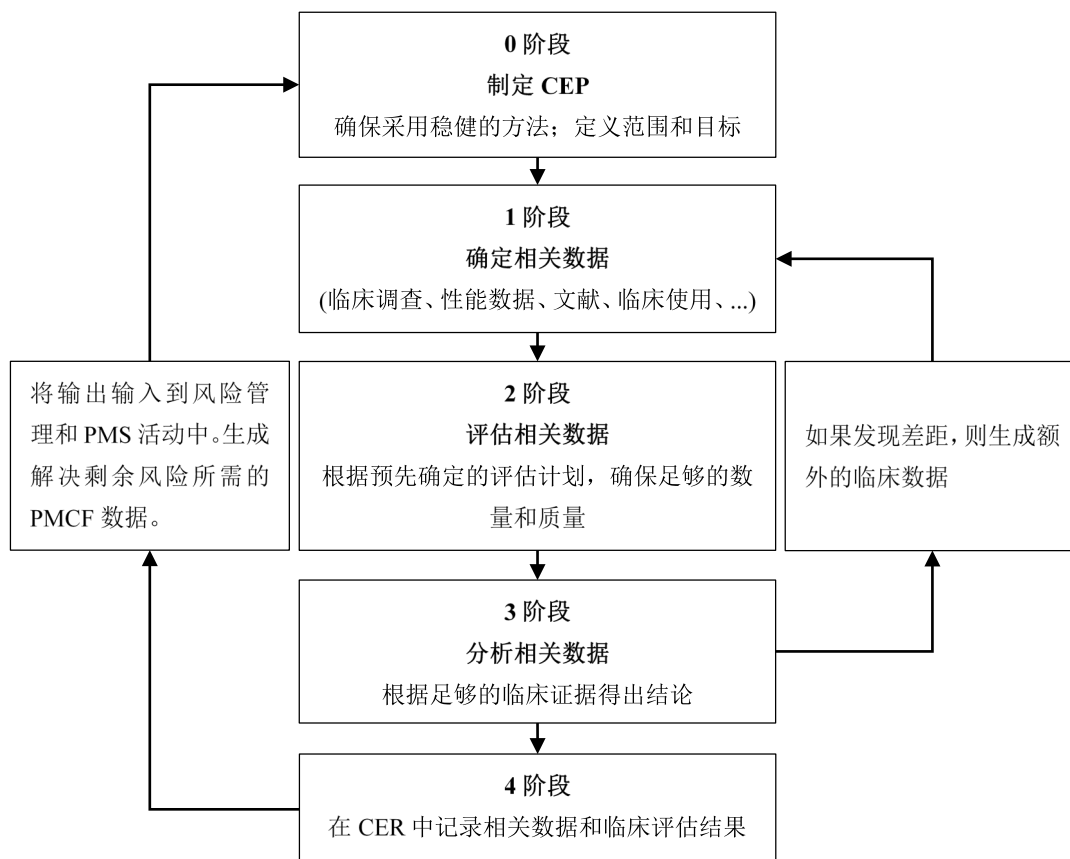 0 阶段
制定 CEP
确保采用稳健的方法；定义范围和目标
1 阶段
确定相关数据
(临床调查、性能数据、文献、临床使用、...)
将输出输入到风险管
理和 PMS 活动中。生成
解决剩余风险所需的
PMCF 数据。
2 阶段
评估相关数据
根据预先确定的评估计划，确保足够的数
量和质量
如果发现差距，则生成额
外的临床数据
3 阶段
分析相关数据
根据足够的临床证据得出结论
4 阶段
在 CER 中记录相关数据和临床评估结果